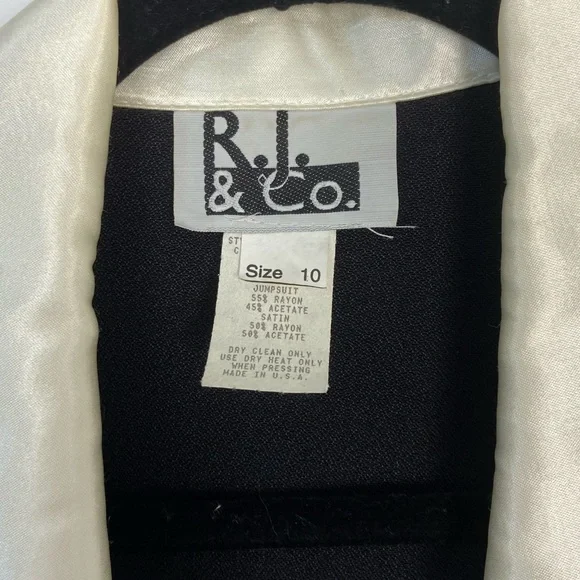 R.J.
& Co.
ST
C
Size 10
JUMPSUIT
55% RAYON
45% ACETATE
SATIN
50% RAYON
50% ACETATE
DRY CLEAN ONLY
USE DRY HEAT ONLY
WHEN PRESSING
MADE IN U.S.A.